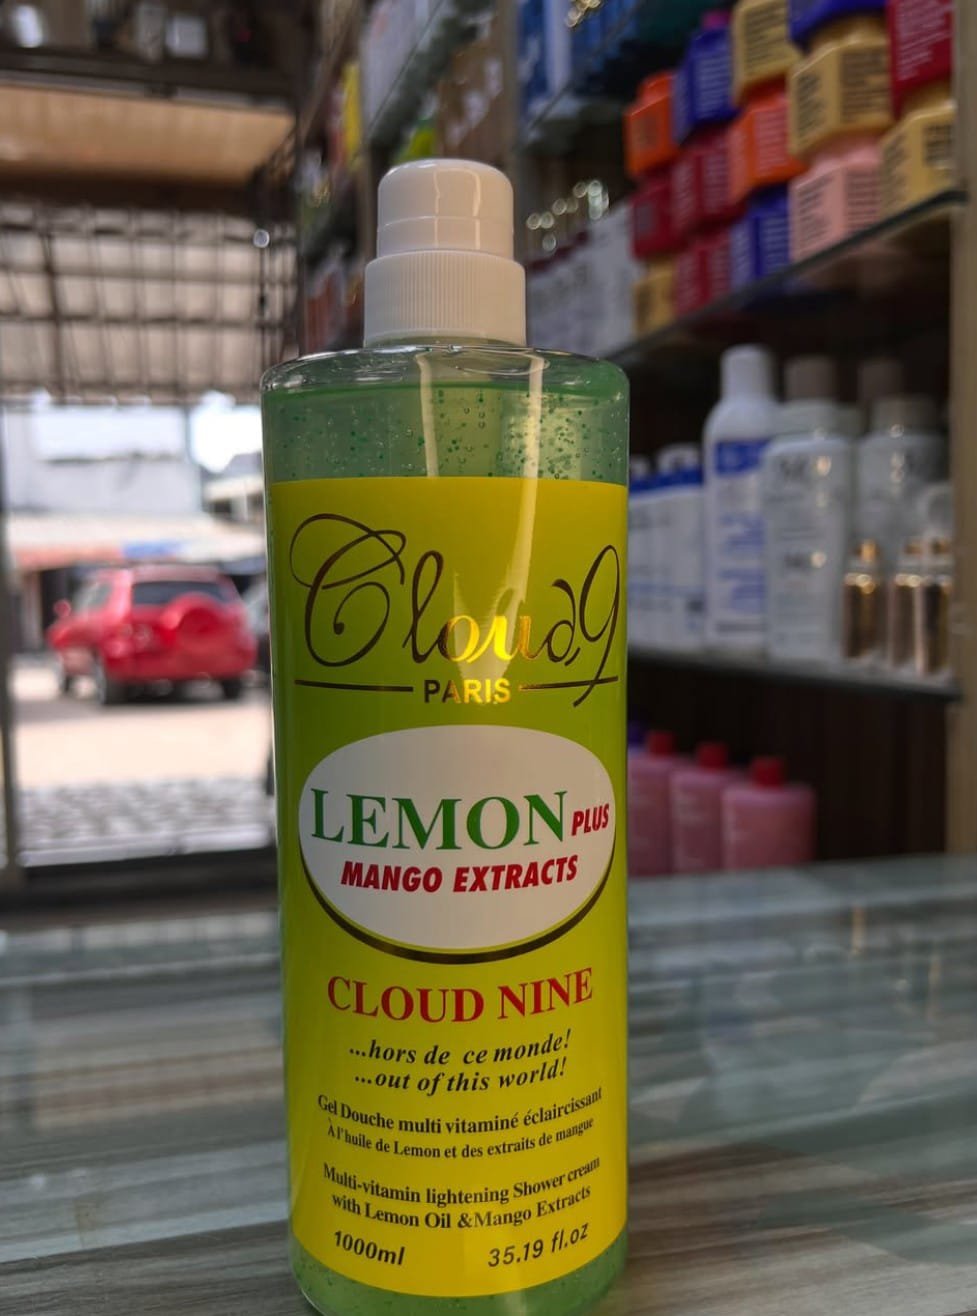 Cloud9
PARIS
LEMON PLUS
MANGO EXTRACTS
CLOUD NINE
...hors de ce monde!
...out of this world!
Gel Douche multi vitaminé éclaircissant
À l'huile de Lemon et des extraits de mangue
Multi-vitamin lightening Shower cream
with Lemon Oil &Mango Extracts
1000ml 35.19 fl.oz